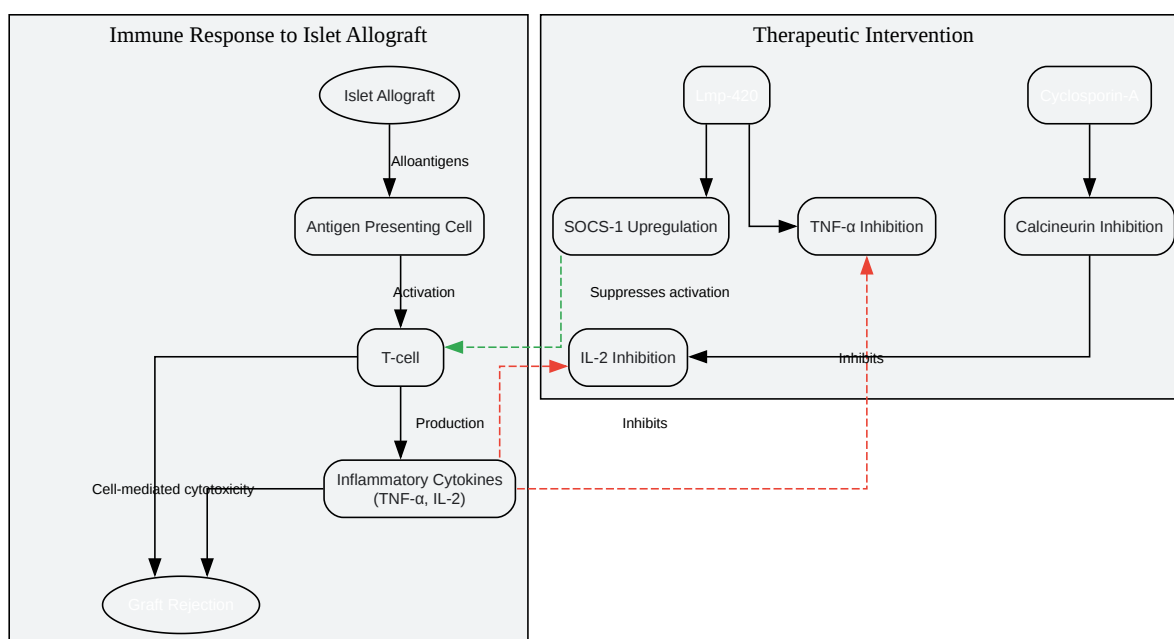 Immune Response to Islet Allograft
Therapeutic Intervention
Islet Allograft
Lmp-420
Cyclosporin-A
Alloantigens
Antigen Presenting Cell
SOCS-1 Upregulation
TNF-α Inhibition
Calcineurin Inhibition
Activation
Suppresses activation
T-cell
IL-2 Inhibition
Inhibits
Production
Inhibits
Inflammatory Cytokines
(TNF-α, IL-2)
Cell-mediated cytotoxicity
Graft Rejection